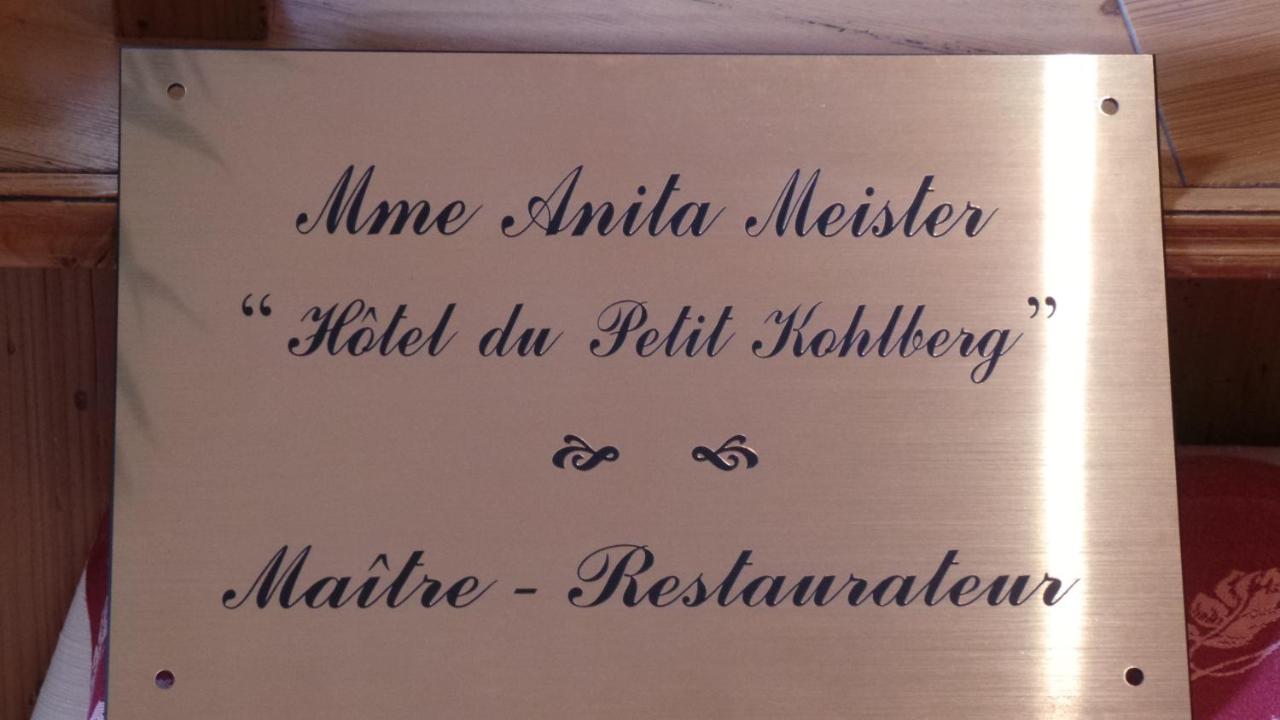 Mme Anita Meister
“ Hôtel du Petit Kohlberg ”
Maître - Restaurateur